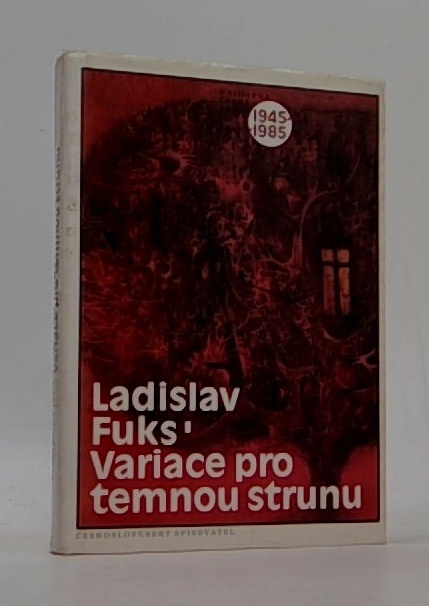 1945-
1985
Ladislav
Fuks'
Variace pro
temnou strunu
ČESKOSLOVENSKÝ SPISOVATEL